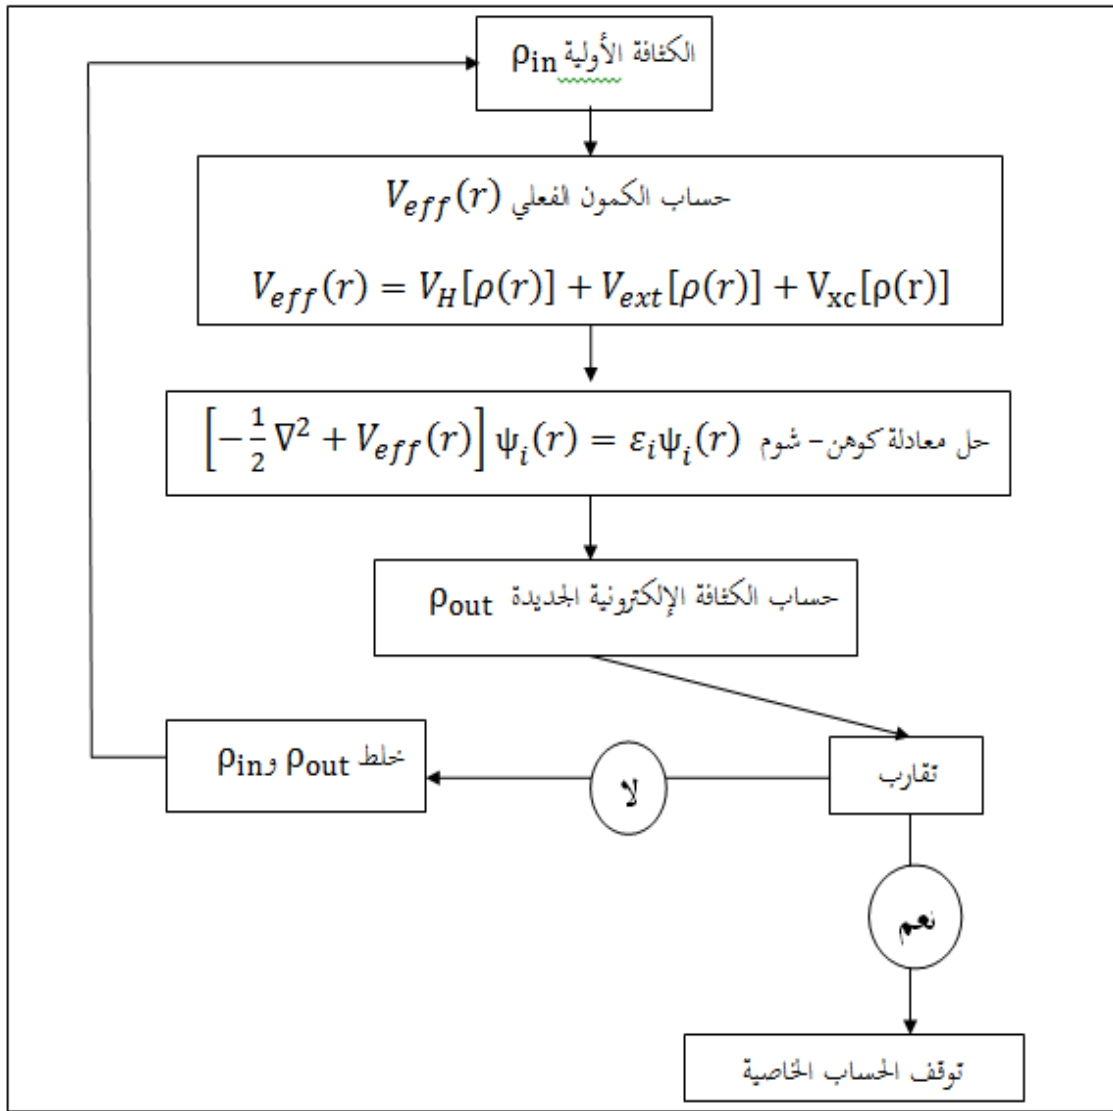 الكثافة الأولية ρin
حساب الكمون الفعلي Veff(r)
Veff(r) = VH[ρ(r)] + Vext[ρ(r)] + Vxc[ρ(r)]
حل معادلة كوهن- شوم [-1/2 ∇² + Veff(r)] ψi(r) = εiψi(r)
حساب الكثافة الإلكترونية الجديدة ρout
تقارب
لا
خلط ρout وρin
نعم
توقف الحساب الخاصية